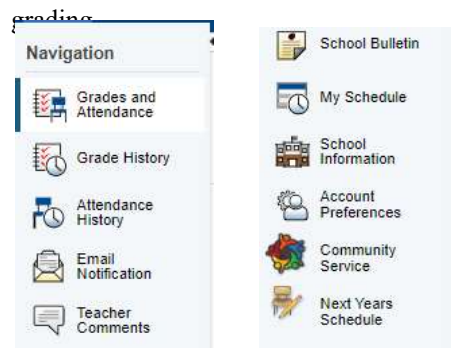 grading
Navigation
Grades and
Attendance
Grade History
Attendance
History
Email
Notification
Teacher
Comments
School Bulletin
My Schedule
School
Information
Account
Preferences
Community
Service
Next Years
Schedule